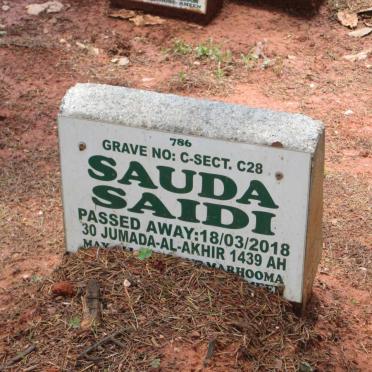 786
GRAVE NO: C-SECT. C28
SAUDA
SAIDI
PASSED AWAY:18/03/2018
30 JUMADA-AL-AKHIR 1439 AH
MARHOOMA